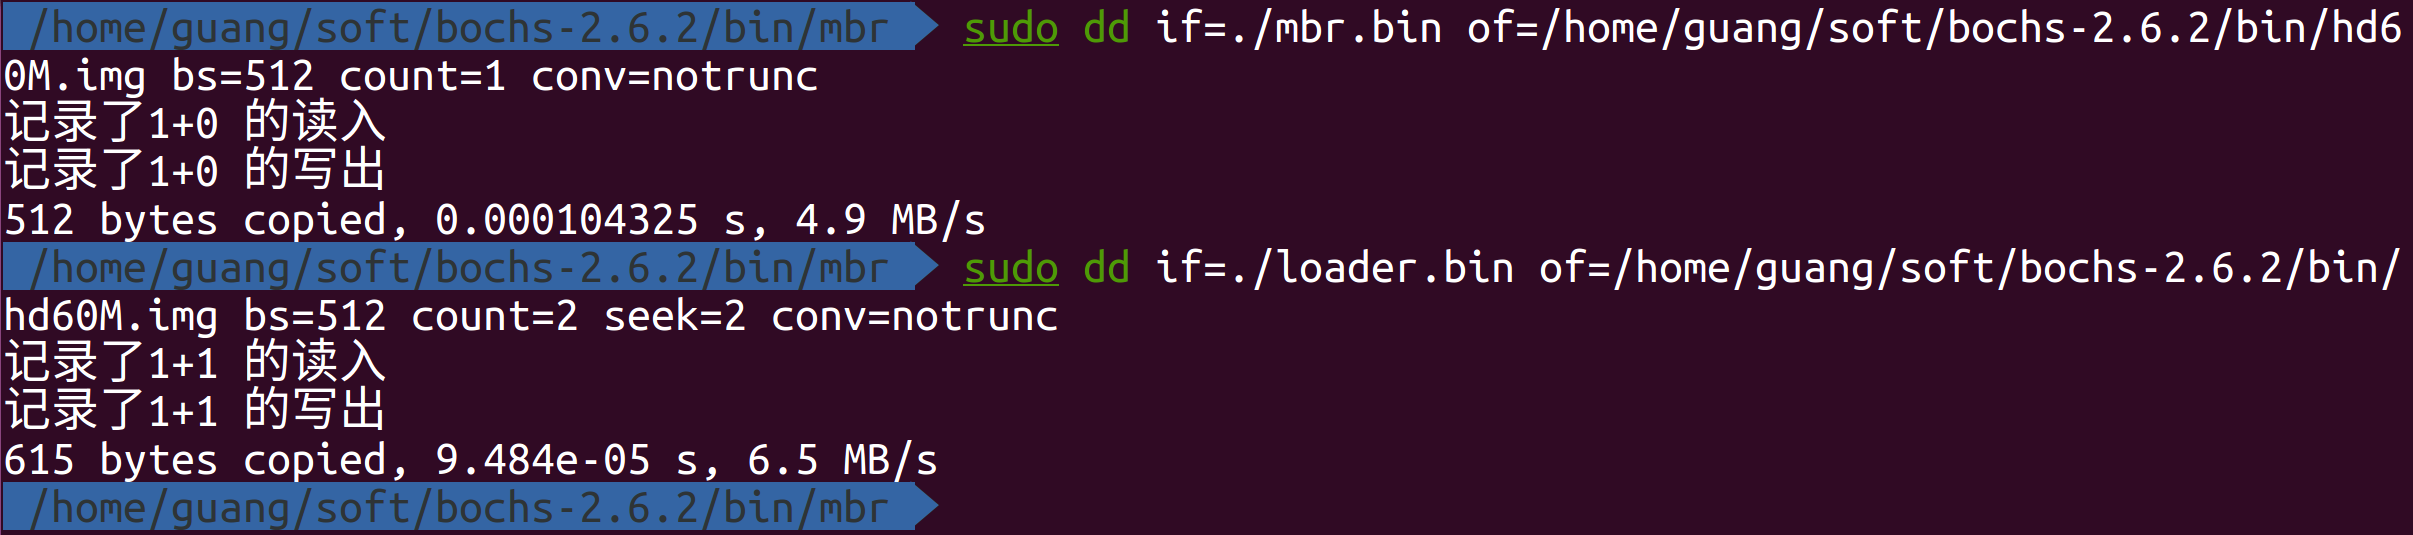 /home/guang/soft/bochs-2.6.2/bin/mbr sudo dd if=./mbr.bin of=/home/guang/soft/bochs-2.6.2/bin/hd6
0M.img bs=512 count=1 conv=notrunc
记录了1+0 的读入
记录了1+0 的写出
512 bytes copied, 0.000104325 s, 4.9 MB/s
/home/guang/soft/bochs-2.6.2/bin/mbr sudo dd if=./loader.bin of=/home/guang/soft/bochs-2.6.2/bin/
hd60M.img bs=512 count=2 seek=2 conv=notrunc
记录了1+1 的读入
记录了1+1 的写出
615 bytes copied, 9.484e-05 s, 6.5 MB/s
/home/guang/soft/bochs-2.6.2/bin/mbr